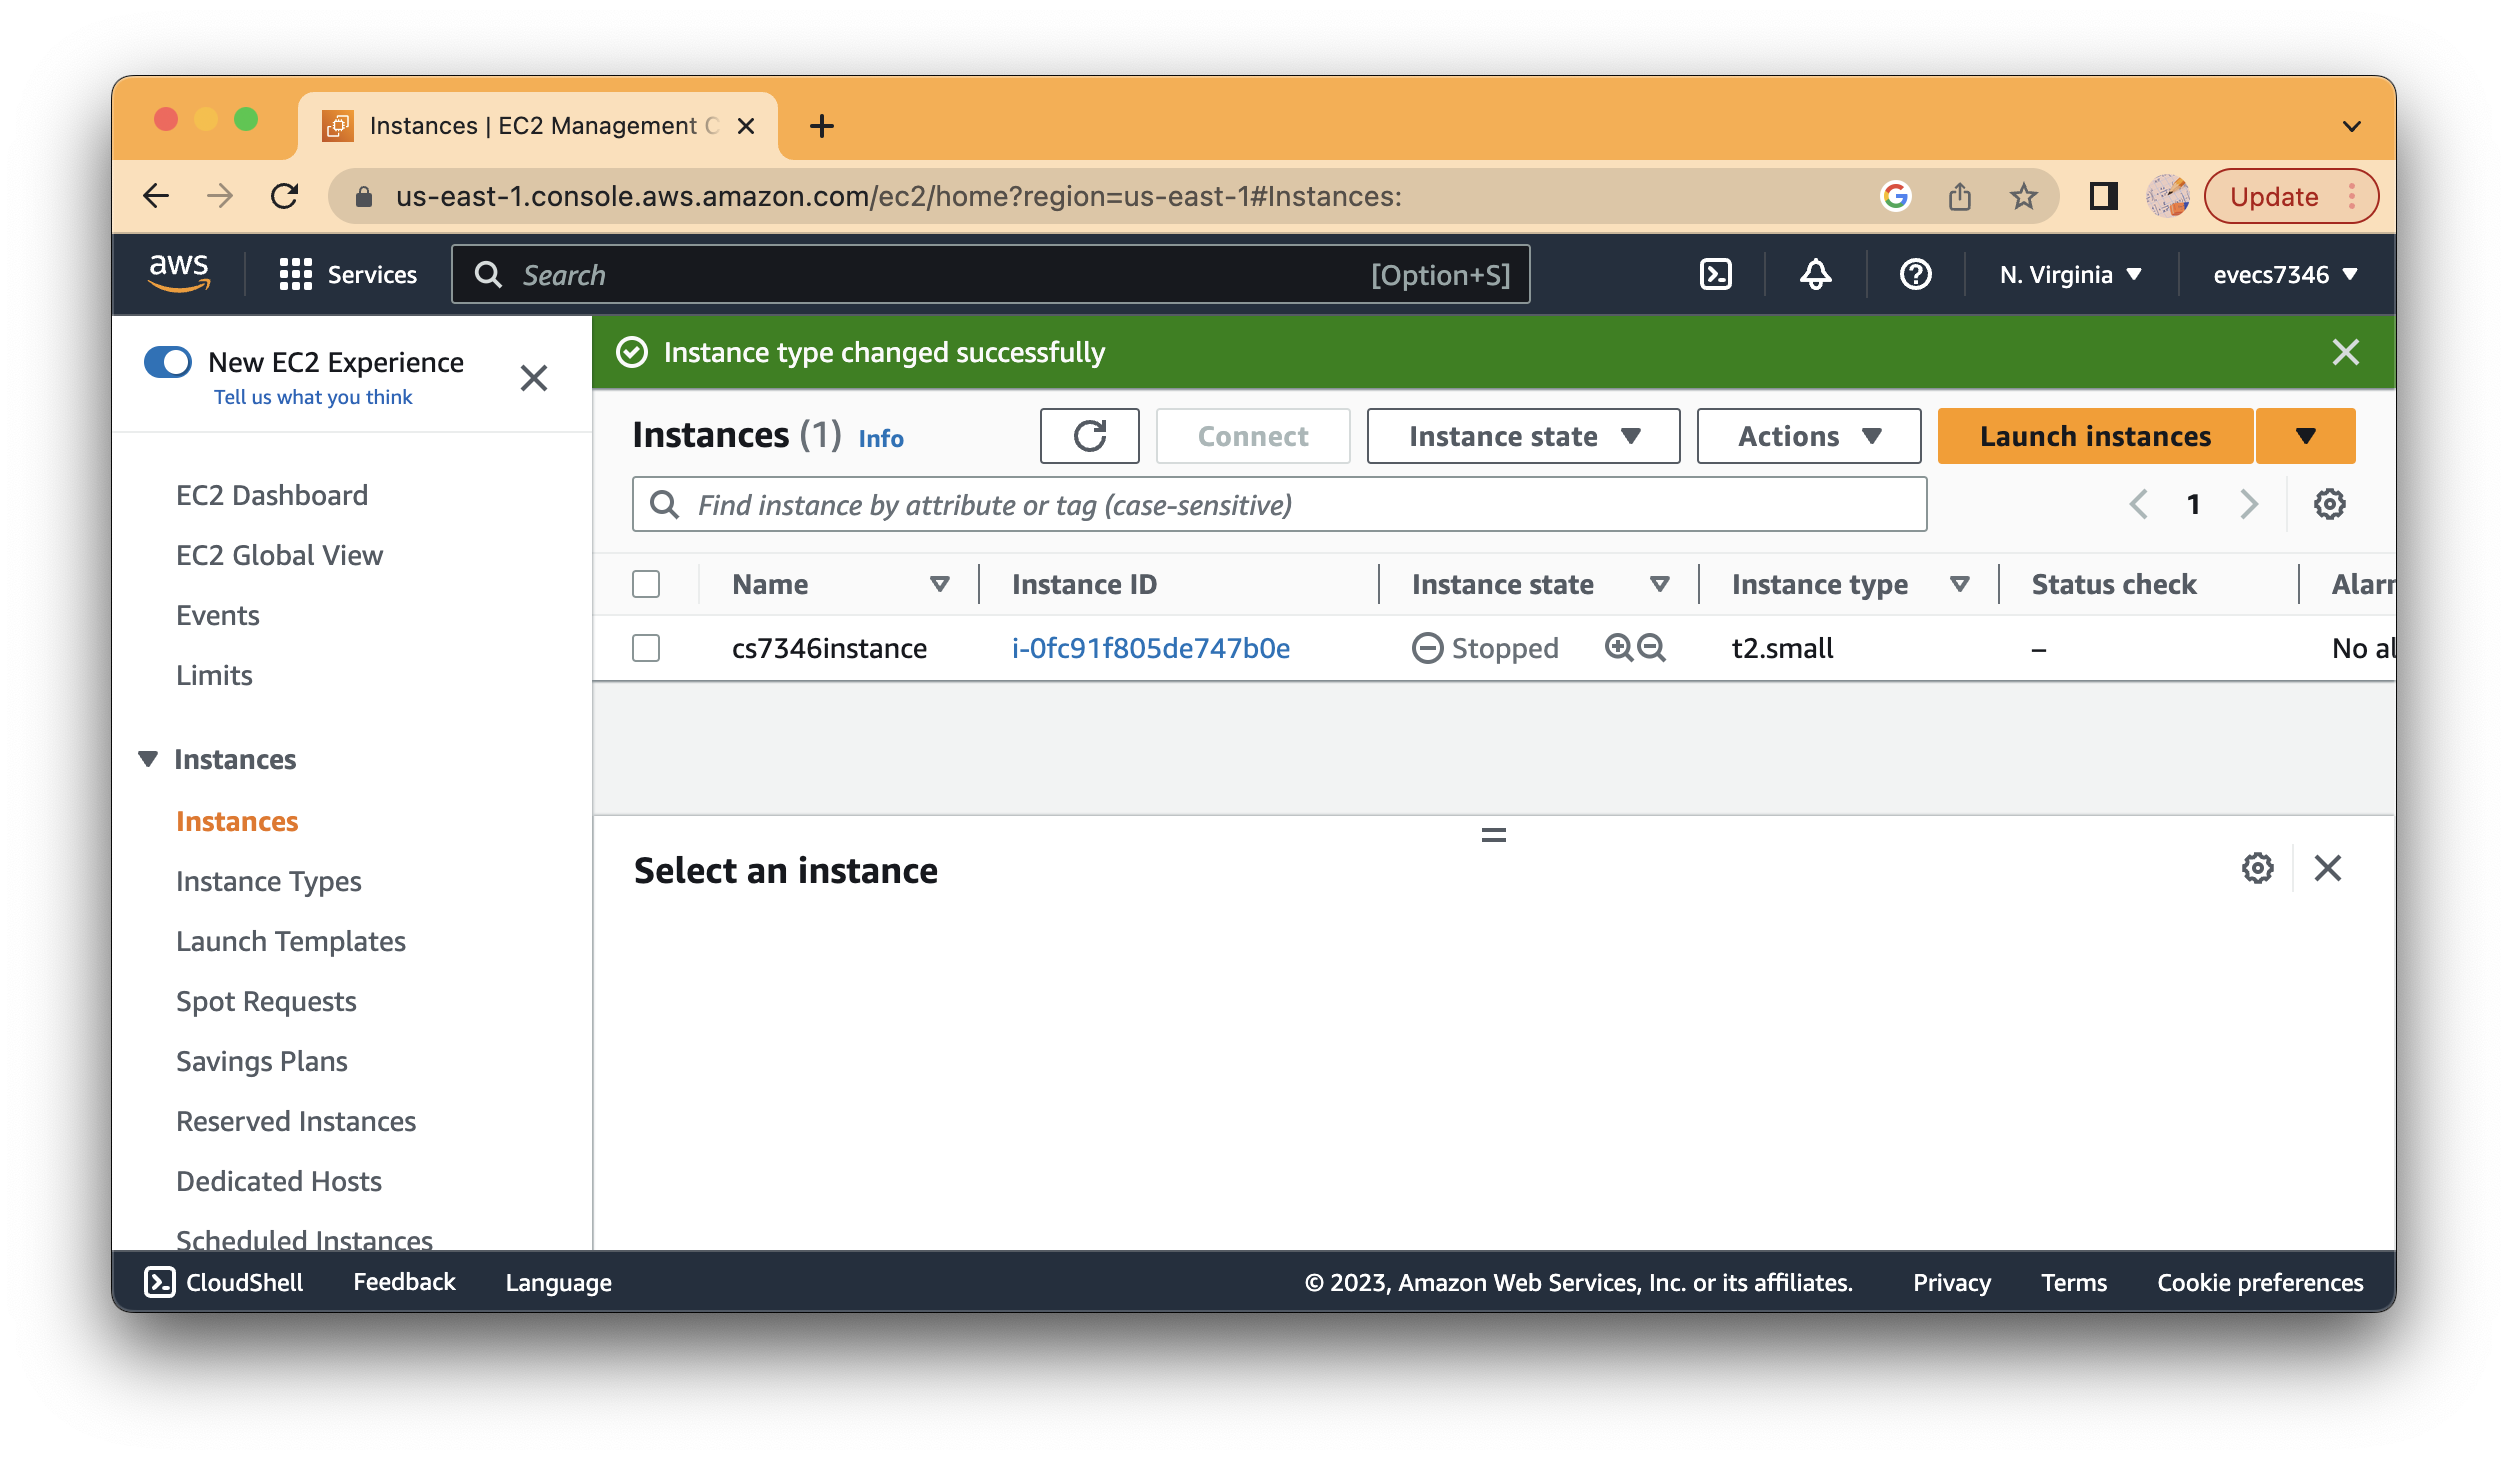 Instances | EC2 Management C
us-east-1.console.aws.amazon.com/ec2/home?region=us-east-1#Instances:
Update
aws
Services
Search
[Option+S]
N. Virginia
evecs7346
New EC2 Experience
Tell us what you think
EC2 Dashboard
EC2 Global View
Events
Limits
Instances
Instances
Instance Types
Launch Templates
Spot Requests
Savings Plans
Reserved Instances
Dedicated Hosts
Scheduled Instances
Instance type changed successfully
Instances (1) Info
Connect
Instance state
Actions
Launch instances
Find instance by attribute or tag (case-sensitive)
1
Name Instance ID Instance state Instance type Status check Alarr
cs7346instance i-0fc91f805de747b0e Stopped t2.small – No al
Select an instance
CloudShell Feedback Language © 2023, Amazon Web Services, Inc. or its affiliates. Privacy Terms Cookie preferences